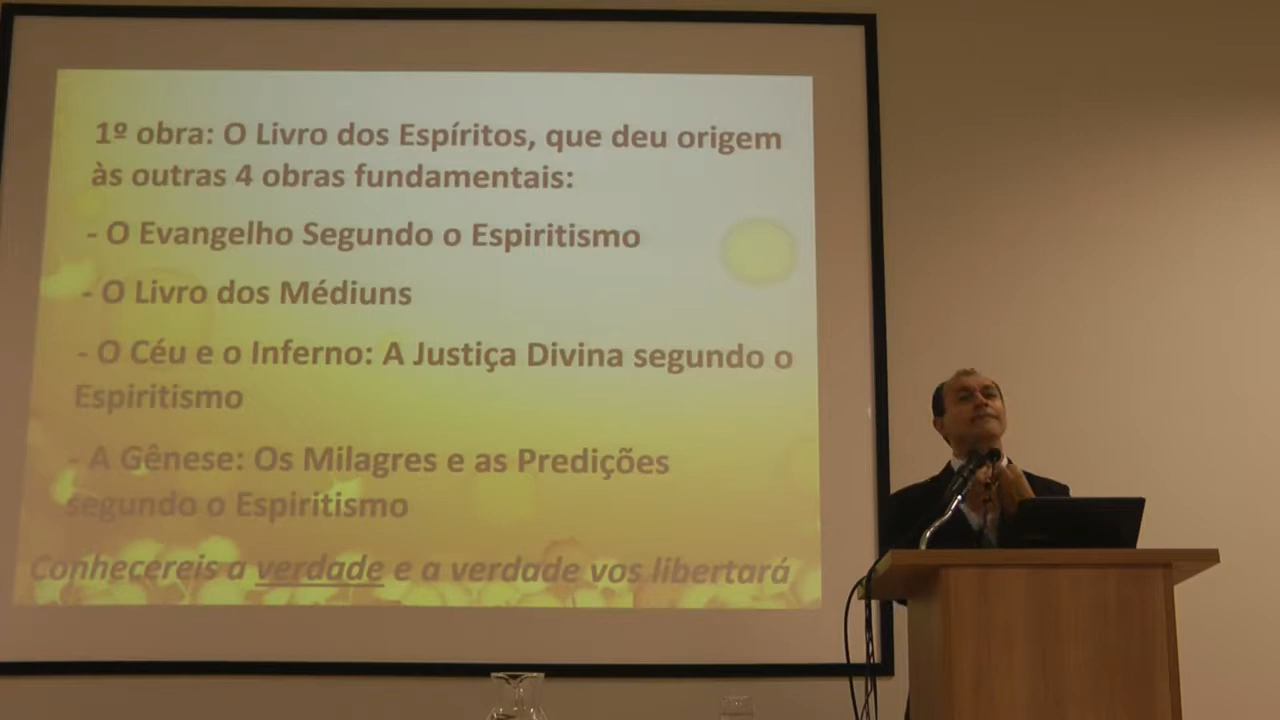 1º obra: O Livro dos Espíritos, que deu origem
às outras 4 obras fundamentais:
- O Evangelho Segundo o Espiritismo
- O Livro dos Médiuns
- O Céu e o Inferno: A Justiça Divina segundo o
Espiritismo
- A Gênese: Os Milagres e as Predições
segundo o Espiritismo
Conhecereis a verdade e a verdade vos libertará